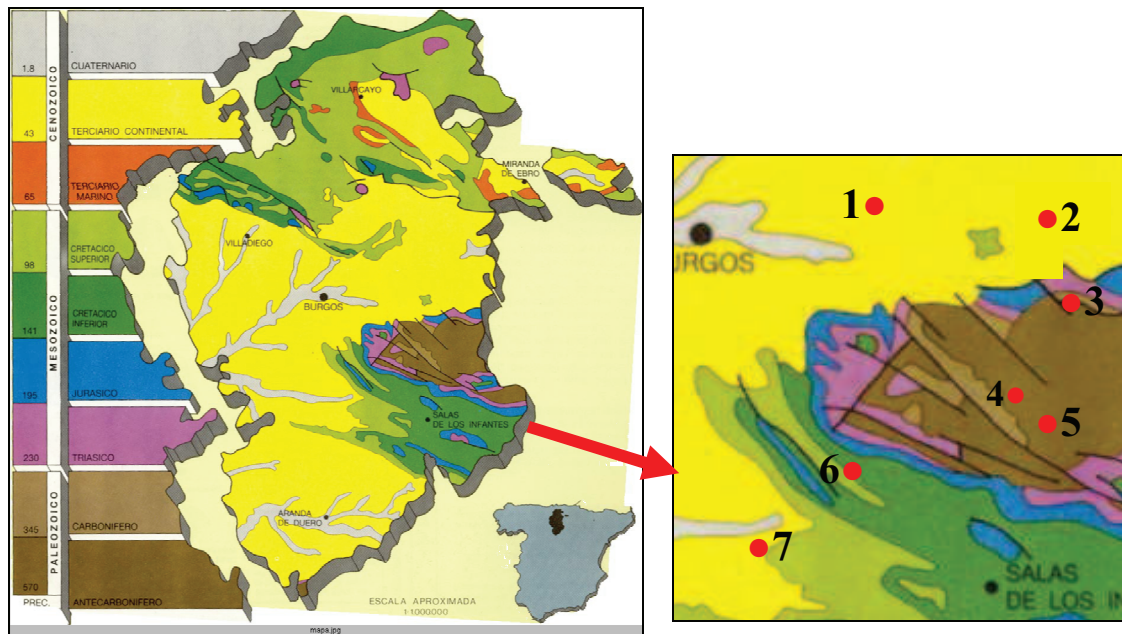 1.8
CENOZOICO
CUATERNARIO
43
TERCIARIO CONTINENTAL
65
TERCIARIO
MARINO
98
MESOZOICO
CRETACICO
SUPERIOR
141
CRETACICO
INFERIOR
195
JURASICO
230
TRIASICO
345
PALEOZOICO
CARBONIFERO
570
PREC.
ANTECARBONIFERO
VILLARCAYO
MIRANDA
DE EBRO
VILLADIEGO
BURGOS
SALAS
DE LOS INFANTES
ARANDA
DE DUERO
ESCALA APROXIMADA
1:1000000
mapa.jpg
1
2
URGOS
3
4
5
6
7
SALAS
DE LOS IN